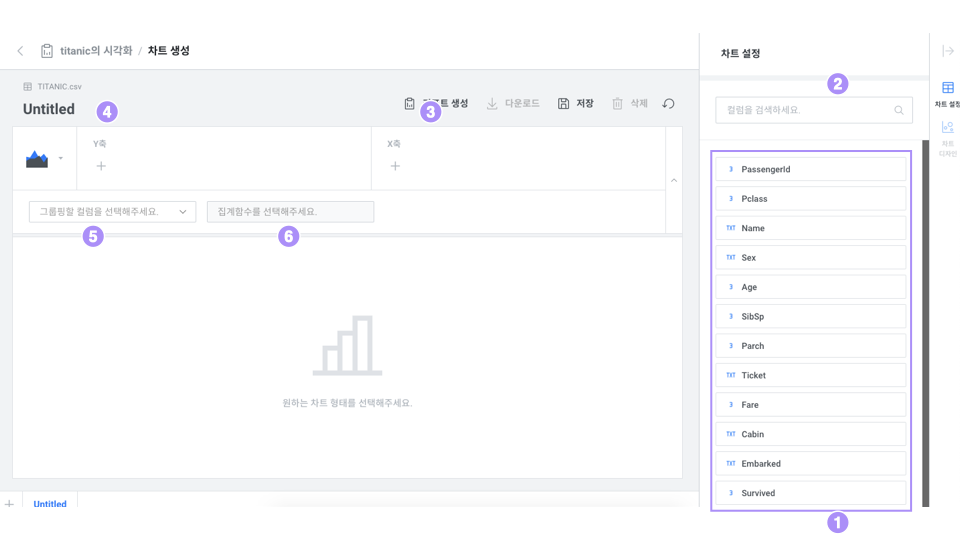 titanic의 시각화 / 차트 생성
차트 설정
TITANIC.csv
Untitled
4
3
트 생성
다운로드
저장
삭제
2
컬럼을 검색하세요.
차트 설정
차트
디자인
Y축
X축
그룹핑할 컬럼을 선택해주세요.
집계함수를 선택해주세요.
5
6
원하는 차트 형태를 선택해주세요.
3 PassengerId
3 Pclass
TXT Name
TXT Sex
3 Age
3 SibSp
3 Parch
TXT Ticket
3 Fare
TXT Cabin
TXT Embarked
3 Survived
1
Untitled